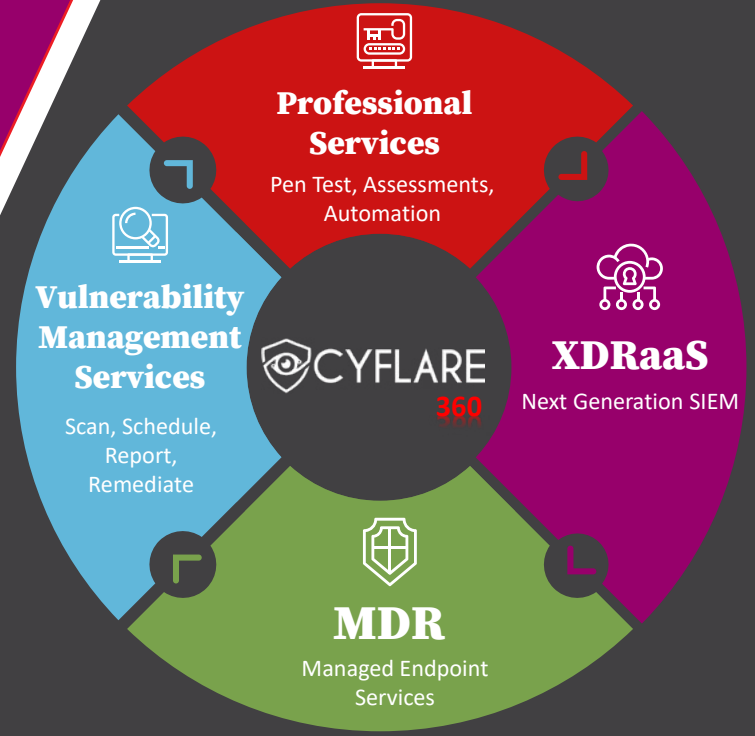 Professional
Services
Pen Test, Assessments,
Automation
Vulnerability
Management
Services
Scan, Schedule,
Report,
Remediate
CYFLARE
360
XDRaaS
Next Generation SIEM
MDR
Managed Endpoint
Services